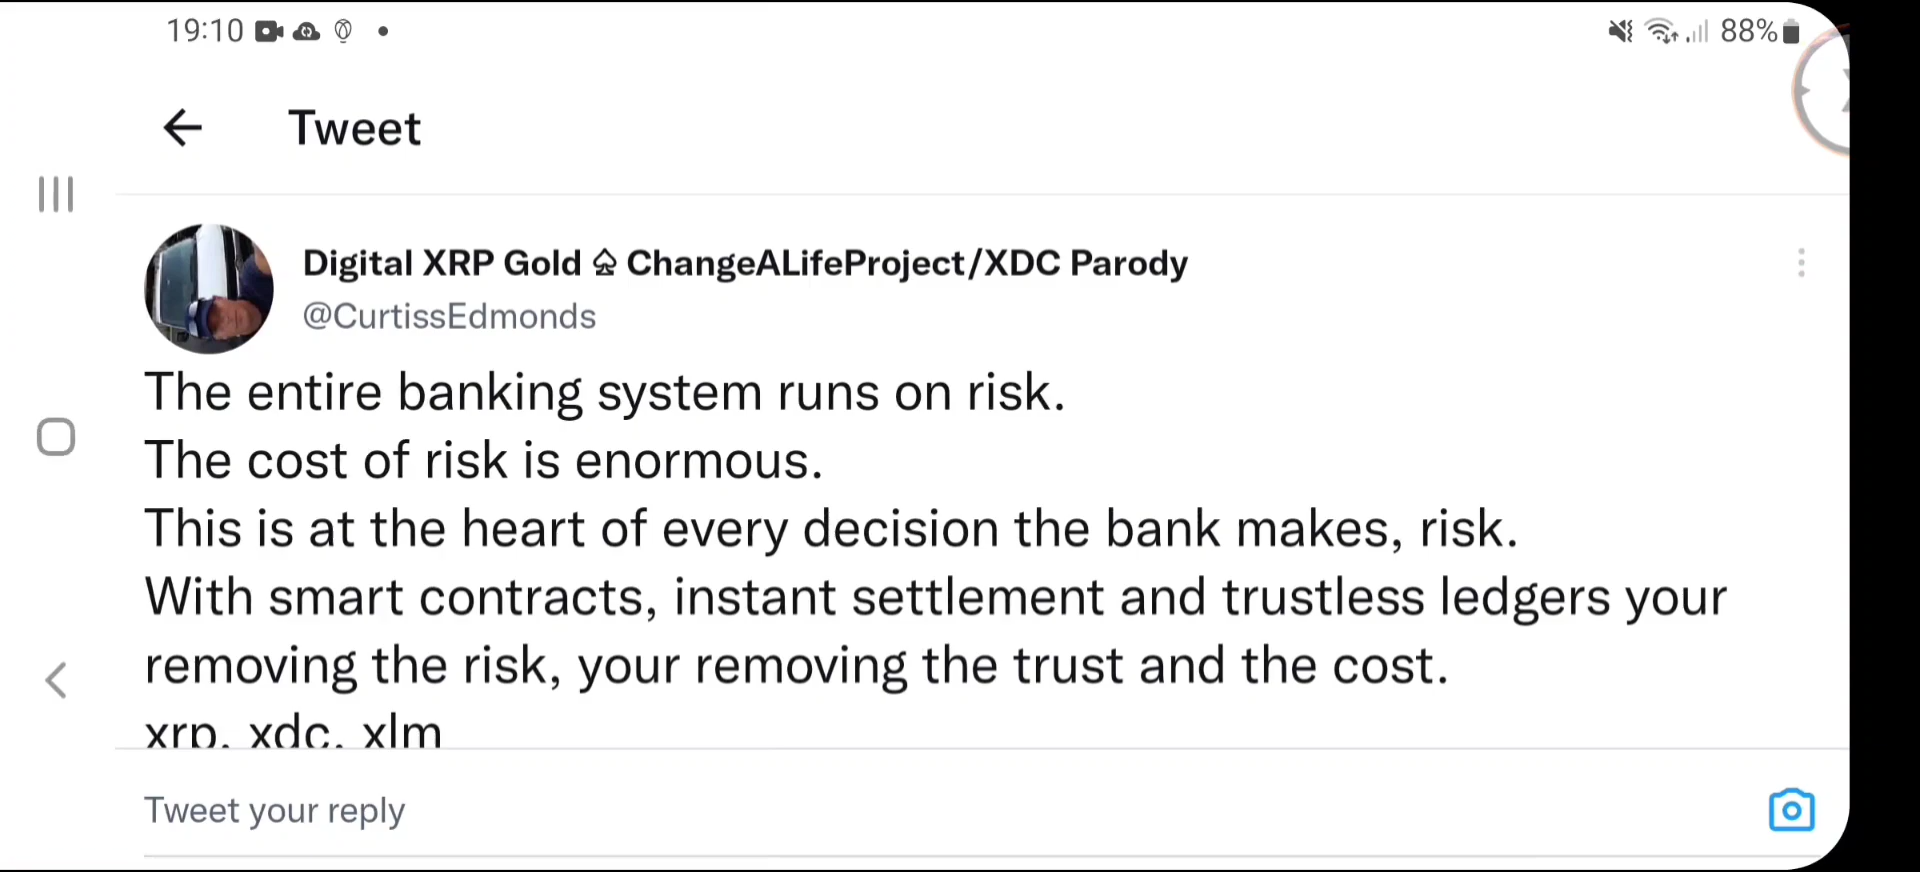 19:10
88%
Tweet
Digital XRP Gold ♤ ChangeALifeProject/XDC Parody
@CurtissEdmonds
The entire banking system runs on risk.
The cost of risk is enormous.
This is at the heart of every decision the bank makes, risk.
With smart contracts, instant settlement and trustless ledgers your
removing the risk, your removing the trust and the cost.
xrp, xdc, xlm
Tweet your reply